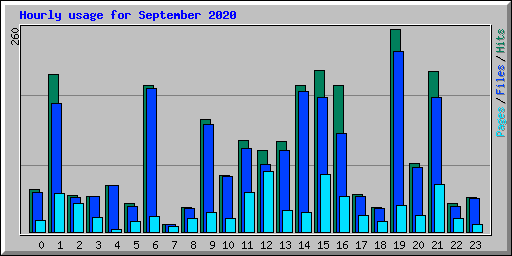 Hourly usage for September 2020
260
Pages/Files/Hits
0 1 2 3 4 5 6 7 8 9 10 11 12 13 14 15 16 17 18 19 20 21 22 23